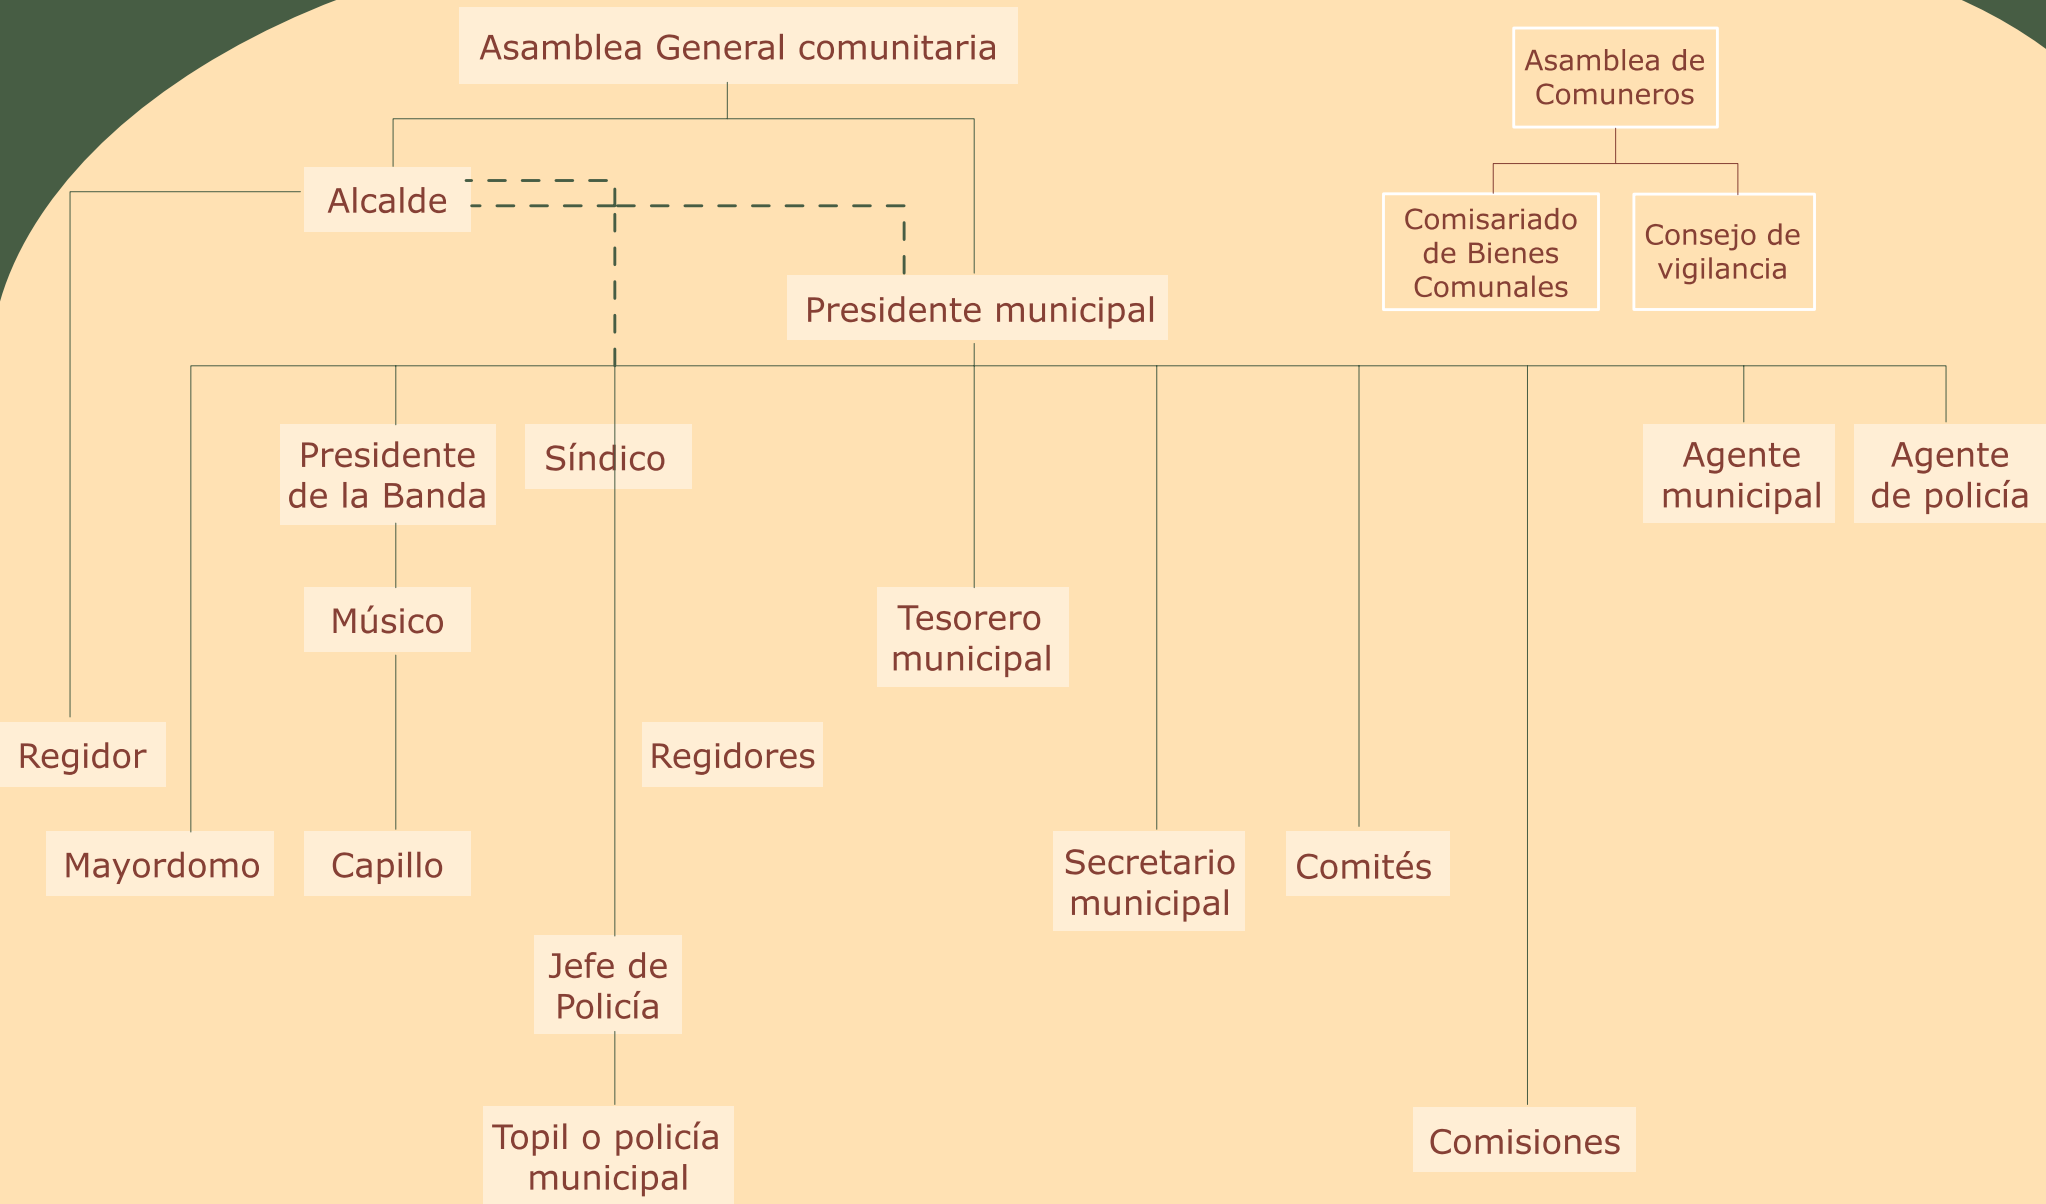 Asamblea General comunitaria
Asamblea de
Comuneros
Alcalde
Comisariado
de Bienes
Comunales
Consejo de
vigilancia
Presidente municipal
Presidente
de la Banda
Síndico
Agente
municipal
Agente
de policía
Músico
Tesorero
municipal
Regidor
Regidores
Mayordomo
Capillo
Secretario
municipal
Comités
Jefe de
Policía
Topil o policía
municipal
Comisiones